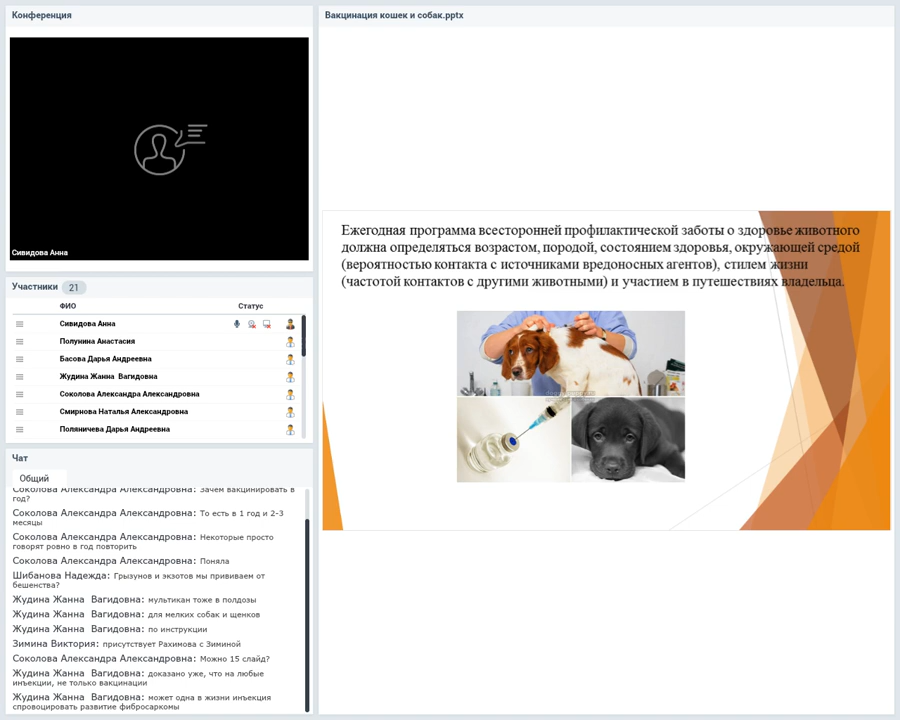 Конференция
Сивидова Анна
Участники 21
ФИО Статус
Сивидова Анна
Полунина Анастасия
Басова Дарья Андреевна
Жудина Жанна Вагидовна
Соколова Александра Александровна
Смирнова Наталья Александровна
Поляничева Дарья Андреевна
Чат
Общий
Соколова Александра Александровна: Зачем вакцинировать в
год?
Соколова Александра Александровна: То есть в 1 год и 2-3
месяцы
Соколова Александра Александровна: Некоторые просто
говорят ровно в год повторить
Соколова Александра Александровна: Поняла
Шибанова Надежда: Грызунов и экзотов мы прививаем от
бешенства?
Жудина Жанна Вагидовна: мультикан тоже в полдозы
Жудина Жанна Вагидовна: для мелких собак и щенков
Жудина Жанна Вагидовна: по инструкции
Зимина Виктория: присутствует Рахимова с Зиминой
Соколова Александра Александровна: Можно 15 слайд?
Жудина Жанна Вагидовна: доказано уже, что на любые
инъекции, не только вакцинации
Жудина Жанна Вагидовна: может одна в жизни инъекция
спровоцировать развитие фибросаркомы
Вакцинация кошек и собак.pptx
Ежегодная программа всесторонней профилактической заботы о здоровье животного
должна определяться возрастом, породой, состоянием здоровья, окружающей средой
(вероятностью контакта с источниками вредоносных агентов), стилем жизни
(частотой контактов с другими животными) и участием в путешествиях владельца.